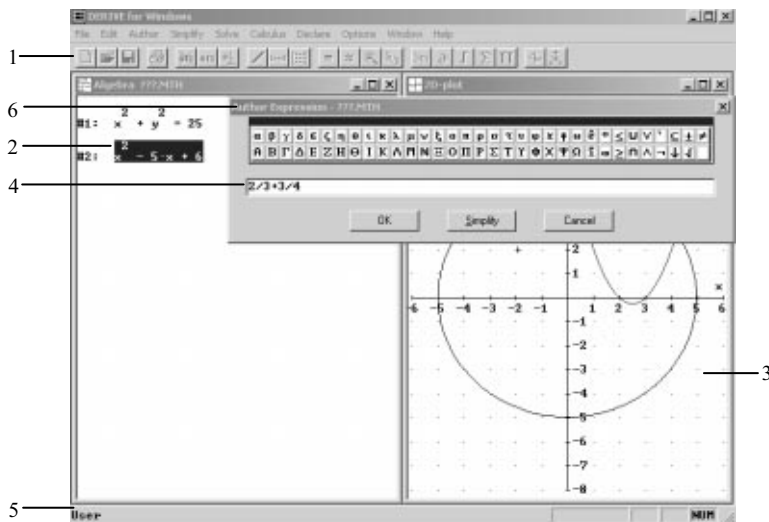 DERIVE for Windows
File Edit Author Simplify Solve Calculus Declare Options Window Help
1
Algebra ???.MTH
2D-plot
6
Author Expression - ???.MTH
#1: x² + y² = 25
2
#2: x² - 5·x + 6
α β γ δ ε ζ η θ ι κ λ μ ν ξ ο π ρ σ τ υ φ χ ψ ω
Α Β Γ Δ Ε Ζ Η Θ Ι Κ Λ Μ Ν Ξ Ο Π Ρ Σ Τ Υ Φ Χ Ψ Ω
4
2/3+3/4
OK Simplify Cancel
2
1
x
-6 -5 -4 -3 -2 -1 1 2 3 4 5 6
-1
-2
-3
3
-4
-5
-6
-7
-8
5
User
NUM